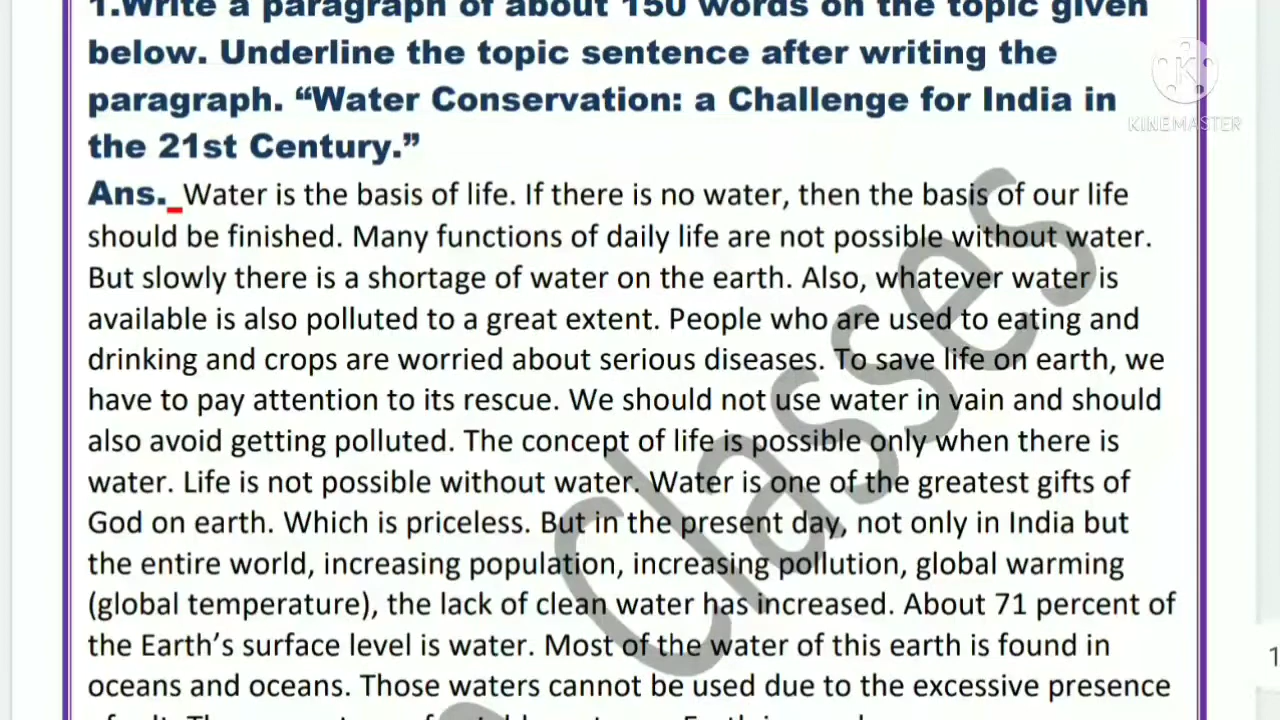 1.Write a paragraph of about 150 words on the topic given
below. Underline the topic sentence after writing the
paragraph. “Water Conservation: a Challenge for India in
the 21st Century.”
Ans. Water is the basis of life. If there is no water, then the basis of our life
should be finished. Many functions of daily life are not possible without water.
But slowly there is a shortage of water on the earth. Also, whatever water is
available is also polluted to a great extent. People who are used to eating and
drinking and crops are worried about serious diseases. To save life on earth, we
have to pay attention to its rescue. We should not use water in vain and should
also avoid getting polluted. The concept of life is possible only when there is
water. Life is not possible without water. Water is one of the greatest gifts of
God on earth. Which is priceless. But in the present day, not only in India but
the entire world, increasing population, increasing pollution, global warming
(global temperature), the lack of clean water has increased. About 71 percent of
the Earth’s surface level is water. Most of the water of this earth is found in
oceans and oceans. Those waters cannot be used due to the excessive presence
KINEMASTER
Classes
1